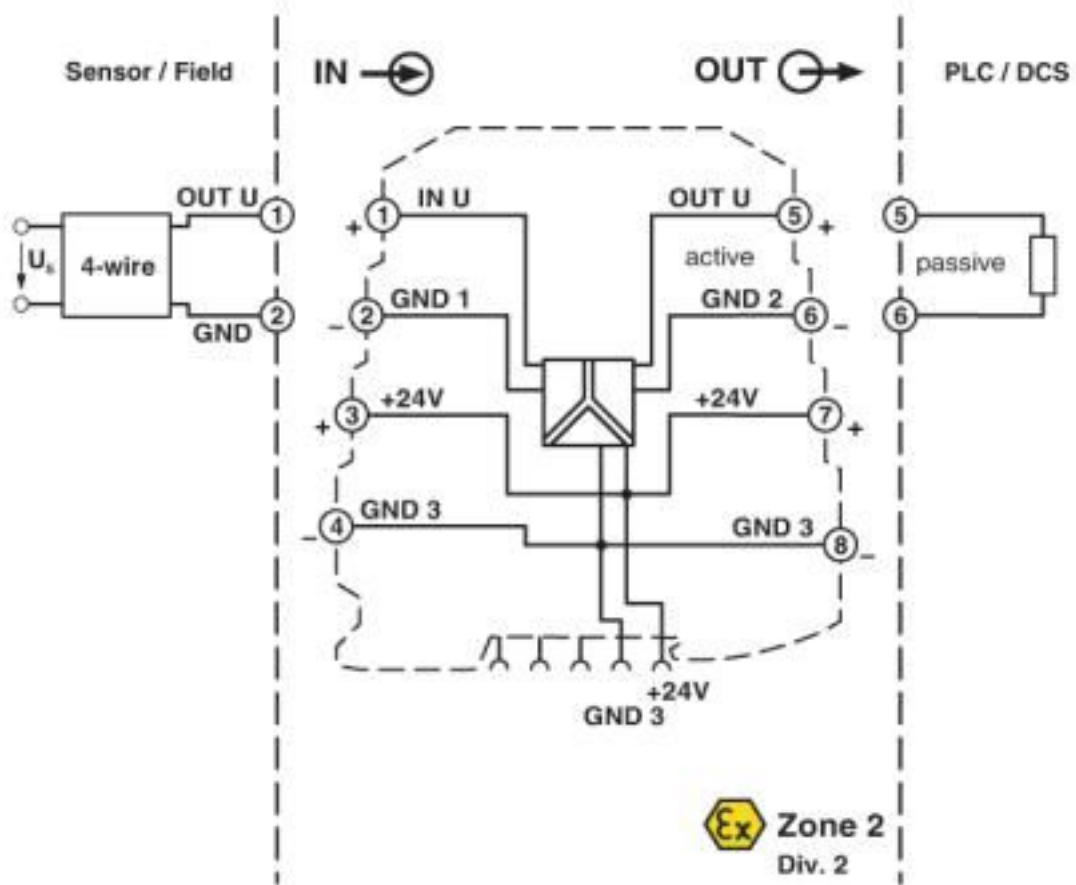 Sensor / Field
IN
OUT
PLC / DCS
OUT U
1
1
IN U
OUT U
5
5
+
+
Us
4-wire
active
passive
GND
2
2
GND 1
GND 2
6
6
-
-
3
+24V
+24V
7
+
+
4
GND 3
GND 3
8
-
-
+24V
GND 3
Ex
Zone 2
Div. 2